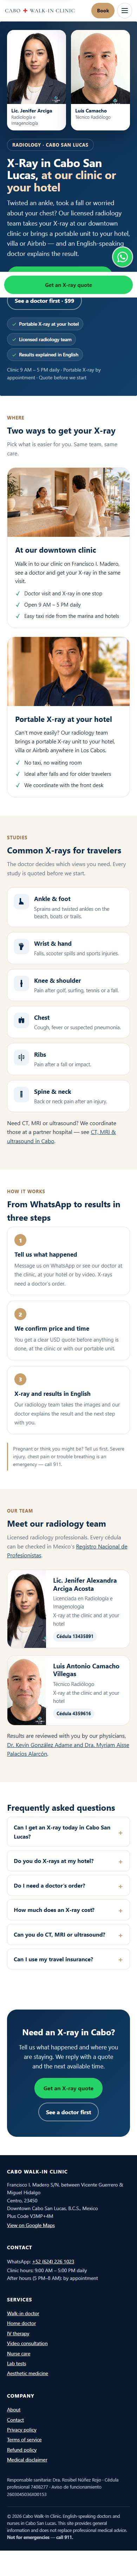 CABO ✦ WALK-IN CLINIC
Book
Lic. Jenifer Arciga
Radiología e
Imagenología
Luis Camacho
Técnico Radiólogo
RADIOLOGY · CABO SAN LUCAS
X-Ray in Cabo San
Lucas, at our clinic or
your hotel
Twisted an ankle, took a fall or doctor
sent you for a chest X-ray?
Lucas team takes your X-ray at our downtown
clinic — or brings a portable unit to your hotel,
villa or Airbnb — and an English-speaking
doctor explains the result.
Get an X-ray quote
See a doctor first · $99
✓ Portable X-ray at your hotel
✓ Licensed radiology team
✓ Results explained in English
Clinic 9 AM – 5 PM daily · Portable X-ray by
appointment · Quote before we start
WHERE
Two ways to get your X-ray
Pick what is easier for you. Same team, same
care.
At our downtown clinic
Walk in to our clinic on Francisco I. Madero,
see a doctor and get your X-ray in the same
visit.
✓ Doctor visit and X-ray in one stop
✓ Open 9 AM – 5 PM daily
✓ Easy taxi ride from the marina and hotels
Portable X-ray at your hotel
Can't move easily? Our radiology team
brings a portable X-ray unit to your hotel,
villa or Airbnb anywhere in Los Cabos.
✓ No taxi, no waiting room
✓ Ideal after falls and for older travelers
✓ We coordinate with the front desk
STUDIES
Common X-rays for travelers
The doctor decides which views you need. Every
study is quoted before we start.
Ankle & foot
Sprains and twisted ankles on the
beach, boats or trails.
Wrist & hand
Falls, scooter spills and sports injuries.
Knee & shoulder
Pain after golf, surfing, tennis or a fall.
Chest
Cough, fever or suspected pneumonia.
Ribs
Pain after a fall or impact.
Spine & neck
Back or neck pain after an injury.
Need CT, MRI or ultrasound? We coordinate
those at a partner hospital — see CT, MRI &
ultrasound in Cabo.
HOW IT WORKS
From WhatsApp to results in
three steps
1
Tell us what happened
Message us on WhatsApp or see our doctor at
the clinic, at your hotel or by video. X-rays
need a doctor's order.
2
We confirm price and time
You get a clear USD quote before anything is
done, at the clinic or with our portable unit.
3
X-ray and results in English
Our radiology team takes the images and our
doctor explains the result and the next step
with you.
Pregnant or think you might be? Tell us first. Severe
injury, chest pain or trouble breathing is an
emergency — call 911.
OUR TEAM
Meet our radiology team
Licensed radiology professionals. Every cédula
can be checked in Mexico's Registro Nacional de
Profesionistas.
Lic. Jenifer Alexandra
Arciga Acosta
Licenciada en Radiología e
Imagenología
X-ray at the clinic and at your
hotel
Cédula 13435891
Luis Antonio Camacho
Villegas
Técnico Radiólogo
X-ray at the clinic and at your
hotel
Cédula 4359616
Results are reviewed with you by our physicians,
Dr. Kevin González Adame and Dra. Myriam Aisse
Palacios Alarcón.
Frequently asked questions
Can I get an X-ray today in Cabo San
Lucas?
+
Do you do X-rays at my hotel?
+
Do I need a doctor's order?
+
How much does an X-ray cost?
+
Can you do CT, MRI or ultrasound?
+
Can I use my travel insurance?
+
Need an X-ray in Cabo?
Tell us what happened and where you are
staying. We reply with a quote
and the next available time.
Get an X-ray quote
See a doctor first
CABO WALK-IN CLINIC
Francisco I. Madero S/N, between Vicente Guerrero &
Miguel Hidalgo
Centro, 23450
Downtown Cabo San Lucas, B.C.S., Mexico
Plus Code V3MP+4M
View on Google Maps
CONTACT
WhatsApp: +52 (624) 226 1023
Clinic hours: 9:00 AM – 5:00 PM daily
After hours (5 PM–8 AM): by appointment
SERVICES
Walk-in doctor
Home doctor
IV therapy
Video consultation
Nurse care
Lab tests
Aesthetic medicine
COMPANY
About
Contact
Privacy policy
Terms of service
Refund policy
Medical disclaimer
Responsable sanitaria: Dra. Rosibel Núñez Rojo · Cédula
profesional 7468277 · Aviso de funcionamiento
© 2026 Cabo Walk-In Clinic. English-speaking doctors and
nurses in Cabo San Lucas. This site provides general
information and does not replace professional medical advice.
Not for emergencies — call 911.